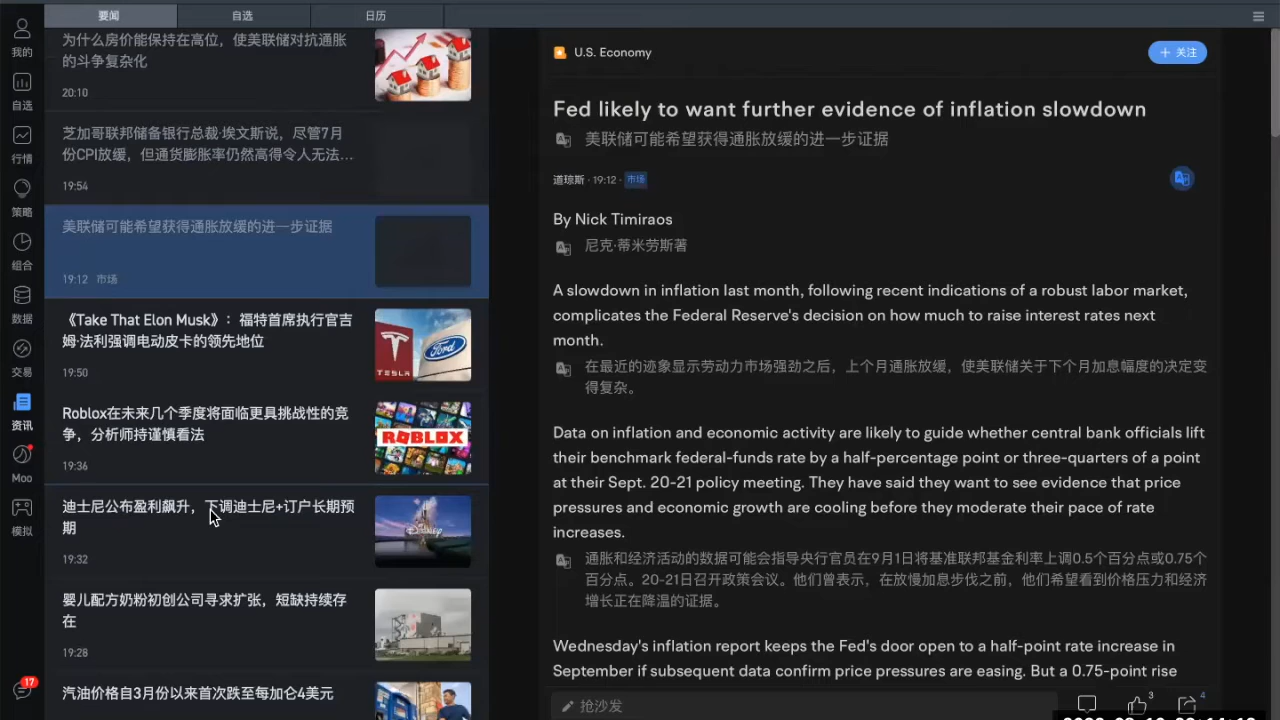 要闻
自选
日历
我的
自选
行情
策略
组合
数据
交易
资讯
Moo
模拟
17
为什么房价能保持在高位，使美联储对抗通胀
的斗争复杂化
20:10
芝加哥联邦储备银行总裁·埃文斯说，尽管7月
份CPI放缓，但通货膨胀率仍然高得令人无法…
19:54
美联储可能希望获得通胀放缓的进一步证据
19:12 市场
《Take That Elon Musk》：福特首席执行官吉
姆·法利强调电动皮卡的领先地位
19:50
TESLA
Ford
Roblox在未来几个季度将面临更具挑战性的竞
争，分析师持谨慎看法
19:36
ROBLOX
迪士尼公布盈利飙升，下调迪士尼+订户长期预
期
19:32
Disney
婴儿配方奶粉初创公司寻求扩张，短缺持续存
在
19:28
汽油价格自3月份以来首次跌至每加仑4美元
U.S. Economy
+ 关注
Fed likely to want further evidence of inflation slowdown
美联储可能希望获得通胀放缓的进一步证据
道琼斯 · 19:12 · 市场
By Nick Timiraos
尼克·蒂米劳斯著
A slowdown in inflation last month, following recent indications of a robust labor market,
complicates the Federal Reserve's decision on how much to raise interest rates next
month.
在最近的迹象显示劳动力市场强劲之后，上个月通胀放缓，使美联储关于下个月加息幅度的决定变
得复杂。
Data on inflation and economic activity are likely to guide whether central bank officials lift
their benchmark federal-funds rate by a half-percentage point or three-quarters of a point
at their Sept. 20-21 policy meeting. They have said they want to see evidence that price
pressures and economic growth are cooling before they moderate their pace of rate
increases.
通胀和经济活动的数据可能会指导央行官员在9月1日将基准联邦基金利率上调0.5个百分点或0.75个
百分点。20-21日召开政策会议。他们曾表示，在放慢加息步伐之前，他们希望看到价格压力和经济
增长正在降温的证据。
Wednesday's inflation report keeps the Fed's door open to a half-point rate increase in
September if subsequent data confirm price pressures are easing. But a 0.75-point rise
抢沙发
3
4